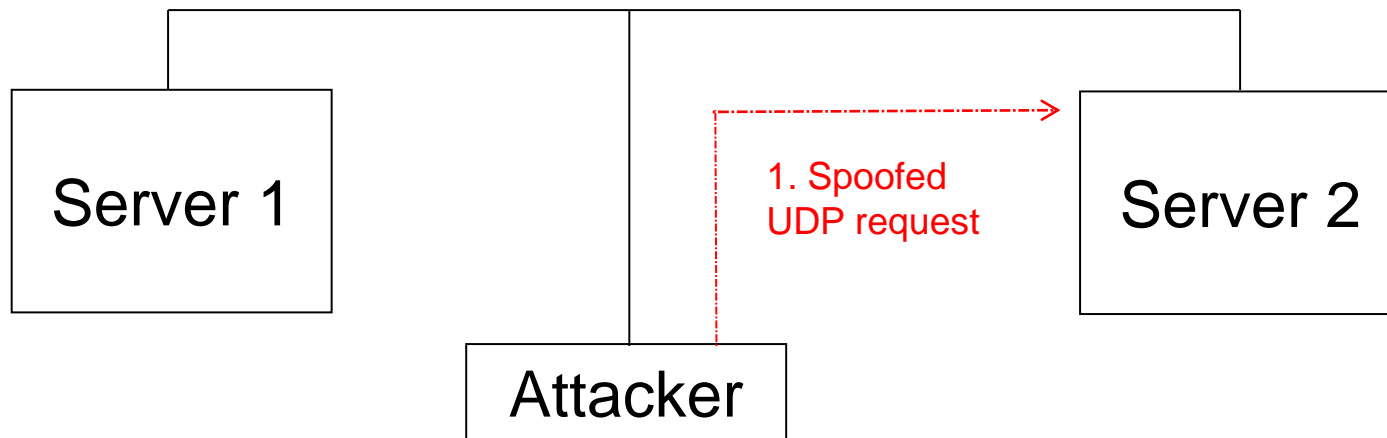 Server 1
1. Spoofed
UDP request
Server 2
Attacker